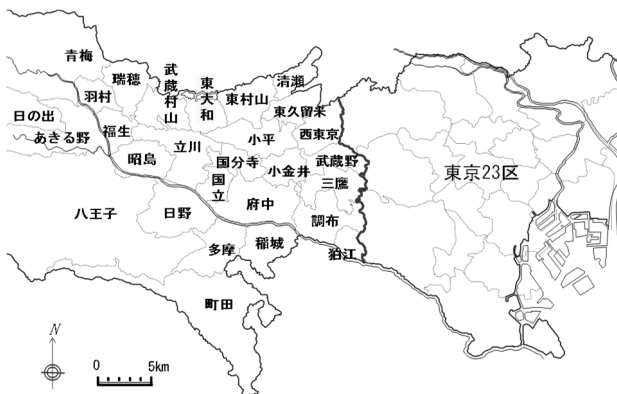 青梅
瑞穂
武蔵村山
東大和
東村山
清瀬
羽村
東久留米
日の出
あきる野
福生
立川
小平
西東京
昭島
国分寺
小金井
武蔵野
東京23区
国立
三鷹
八王子
日野
府中
調布
多摩
稲城
狛江
町田
N
0 5km